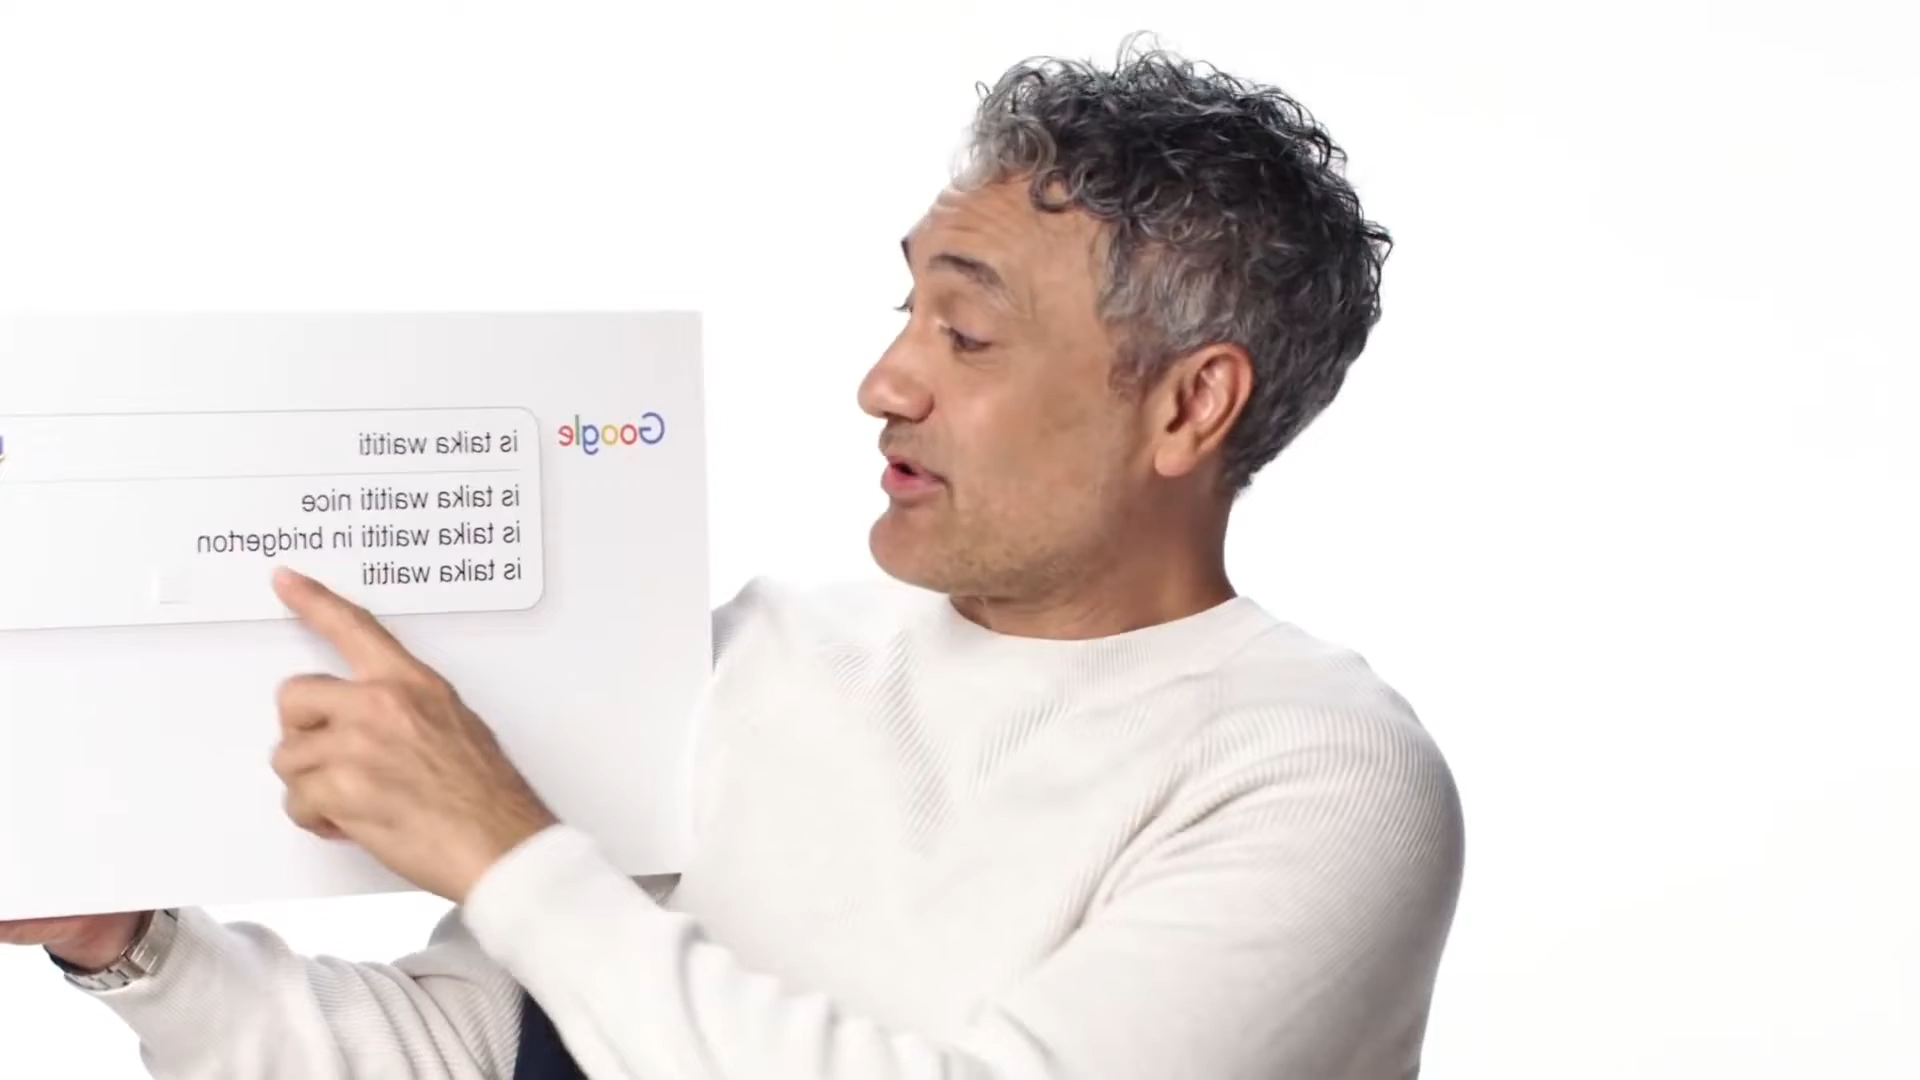 Google
is taika waititi
is taika waititi nice
is taika waititi in bridgerton
is taika waititi